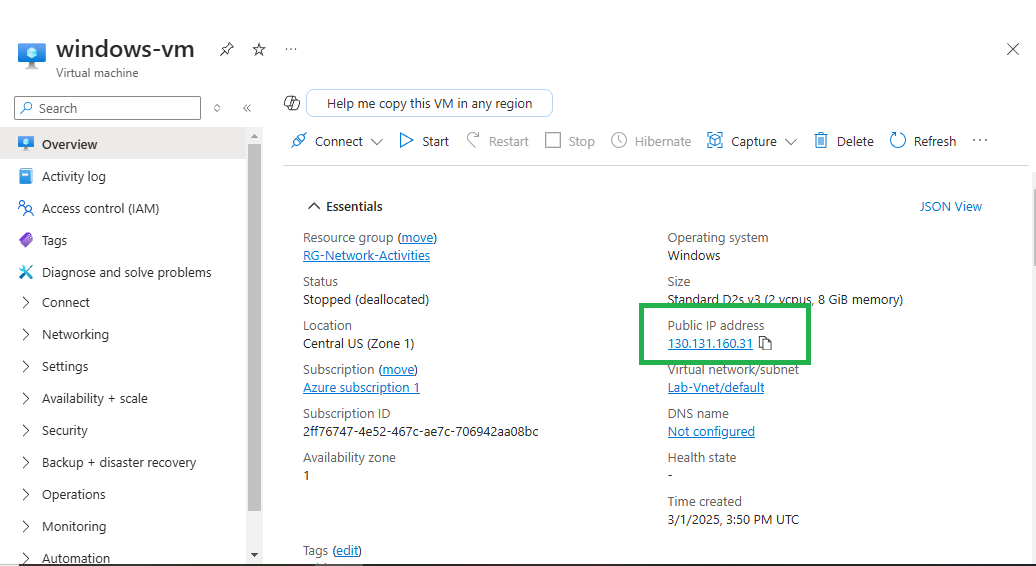 windows-vm
Virtual machine
Search
Overview
Activity log
Access control (IAM)
Tags
Diagnose and solve problems
Connect
Networking
Settings
Availability + scale
Security
Backup + disaster recovery
Operations
Monitoring
Automation
Help me copy this VM in any region
Connect Start Restart Stop Hibernate Capture Delete Refresh
Essentials
JSON View
Resource group (move)
RG-Network-Activities
Status
Stopped (deallocated)
Location
Central US (Zone 1)
Subscription (move)
Azure subscription 1
Subscription ID
2ff76747-4e52-467c-ae7c-706942aa08bc
Availability zone
1
Operating system
Windows
Size
Standard D2s v3 (2 vcpus, 8 GiB memory)
Public IP address
130.131.160.31
Virtual network/subnet
Lab-Vnet/default
DNS name
Not configured
Health state
-
Time created
3/1/2025, 3:50 PM UTC
Tags (edit)